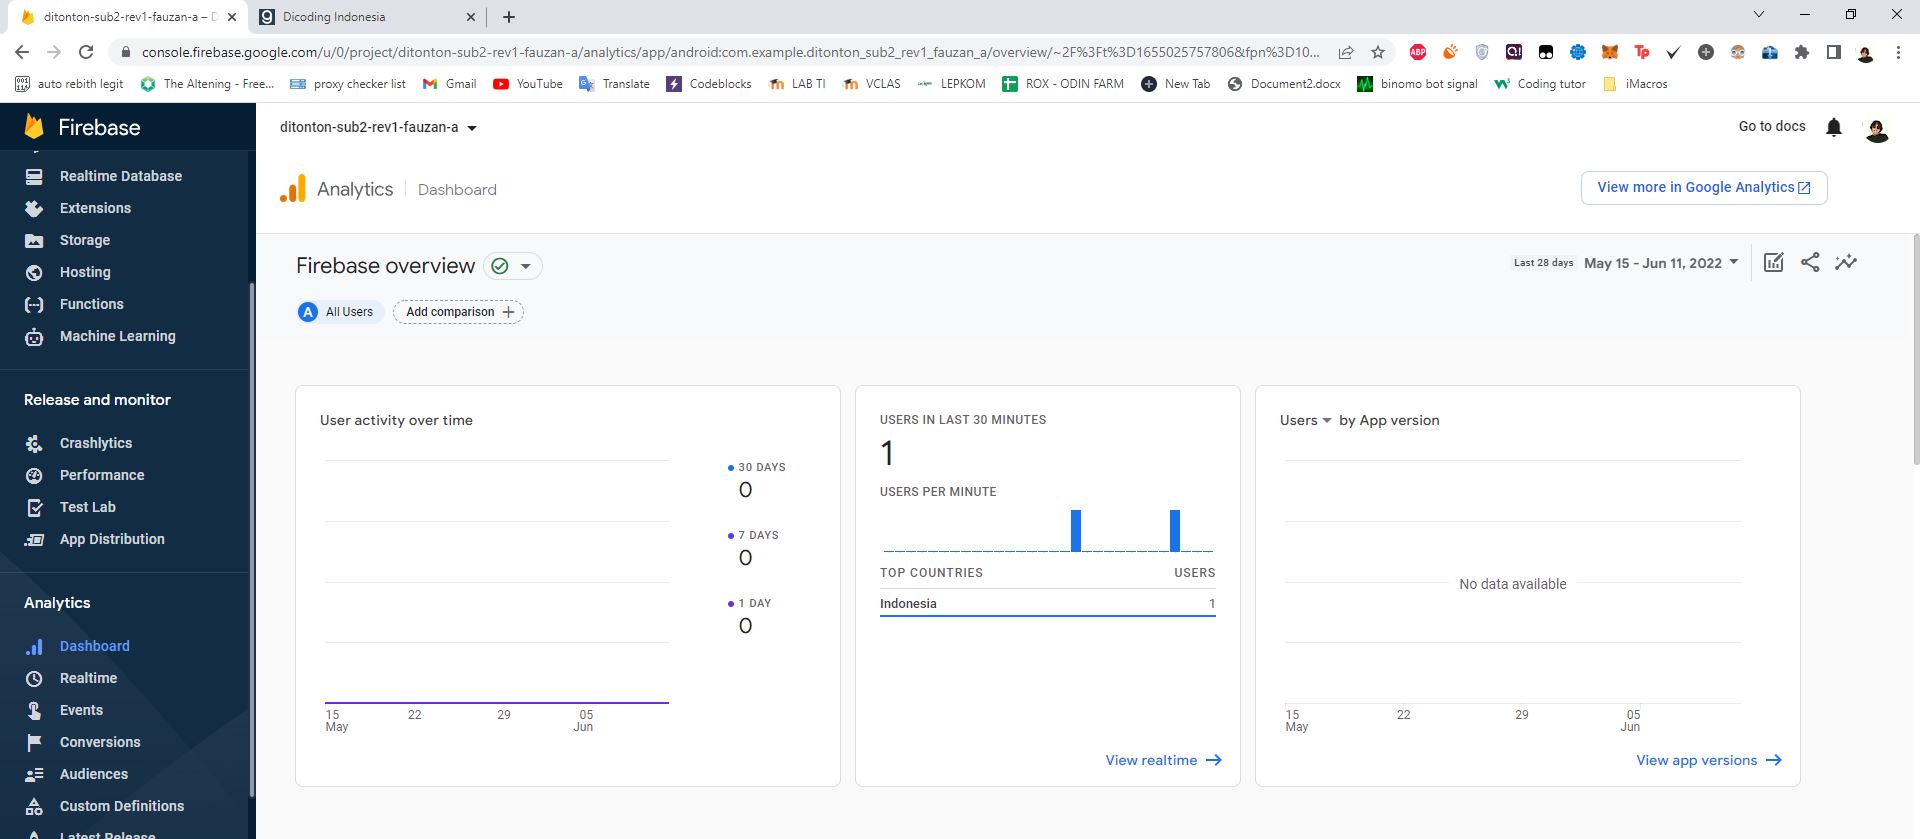 ditonton-sub2-rev1-fauzan-a – D
Dicoding Indonesia
console.firebase.google.com/u/0/project/ditonton-sub2-rev1-fauzan-a/analytics/app/android:com.example.ditonton_sub2_rev1_fauzan_a/overview/~2F%3Ft%3D1655025757806&fpn%3D10...
auto rebith legit
The Altening - Free...
proxy checker list
Gmail
YouTube
Translate
Codeblocks
LAB TI
VCLAS
LEPKOM
ROX - ODIN FARM
New Tab
Document2.docx
binomo bot signal
Coding tutor
iMacros
Firebase
ditonton-sub2-rev1-fauzan-a
Go to docs
Realtime Database
Extensions
Storage
Hosting
Functions
Machine Learning
Release and monitor
Crashlytics
Performance
Test Lab
App Distribution
Analytics
Dashboard
Realtime
Events
Conversions
Audiences
Custom Definitions
Latest Release
Analytics
Dashboard
View more in Google Analytics
Firebase overview
Last 28 days May 15 - Jun 11, 2022
A All Users
Add comparison
User activity over time
30 DAYS
0
7 DAYS
0
1 DAY
0
15 22 29 05
May Jun
USERS IN LAST 30 MINUTES
1
USERS PER MINUTE
TOP COUNTRIES USERS
Indonesia 1
View realtime
Users by App version
No data available
15 22 29 05
May Jun
View app versions